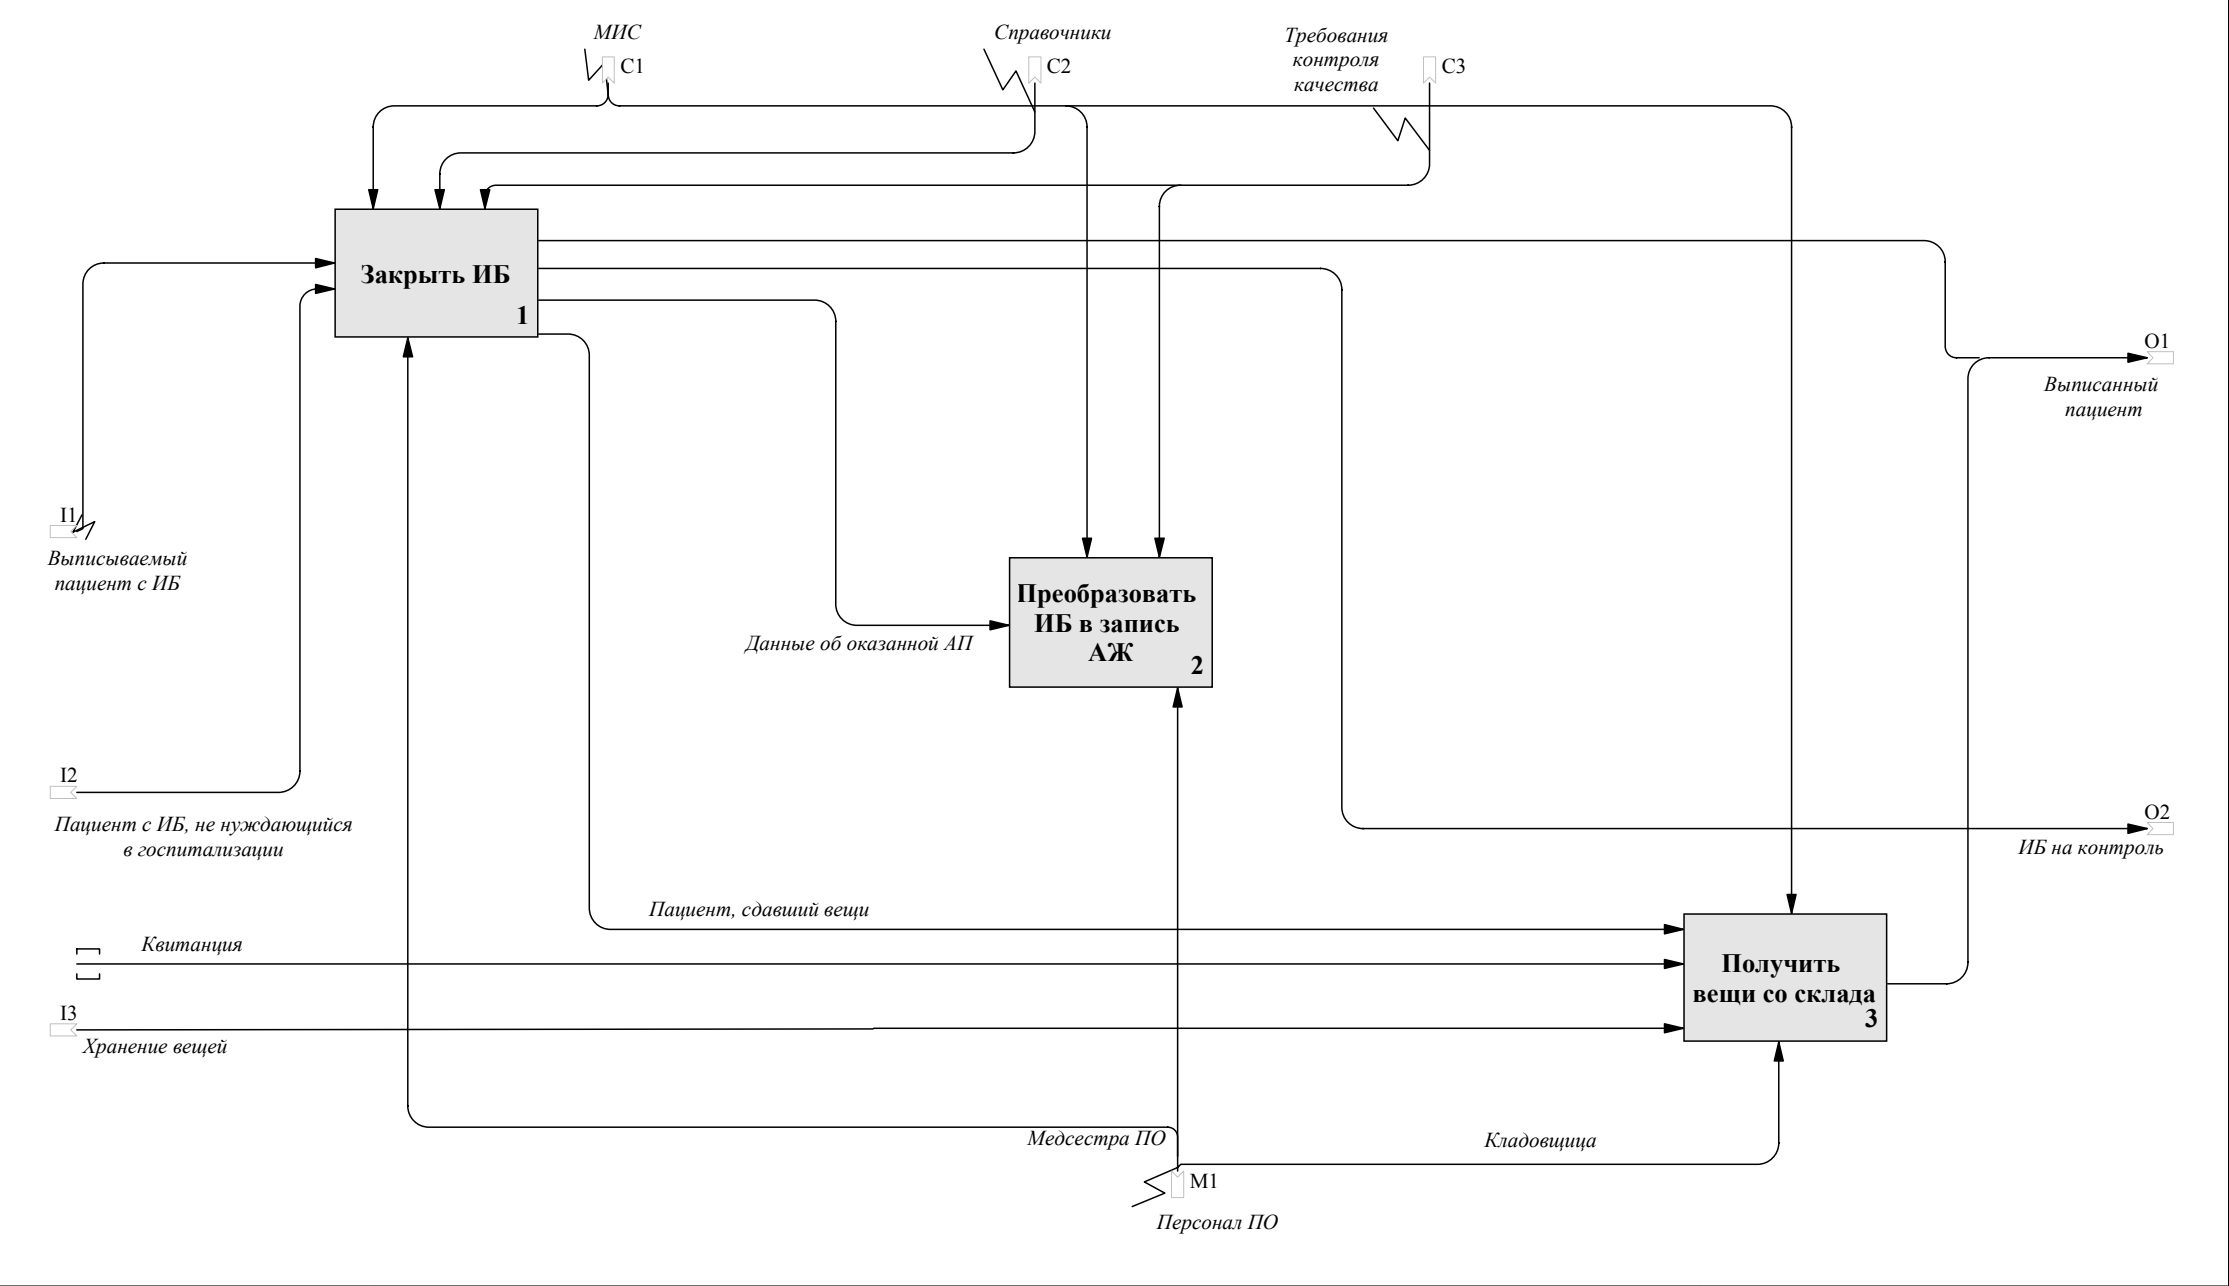 МИС
C1
Справочники
C2
Требования
контроля
качества
C3
Закрыть ИБ
1
O1
Выписанный
пациент
I1
Выписываемый
пациент с ИБ
Преобразовать
ИБ в запись
АЖ
2
Данные об оказанной АП
I2
Пациент с ИБ, не нуждающийся
в госпитализации
O2
ИБ на контроль
Пациент, сдавший вещи
Квитанция
Получить
вещи со склада
3
I3
Хранение вещей
Медсестра ПО
Кладовщица
M1
Персонал ПО